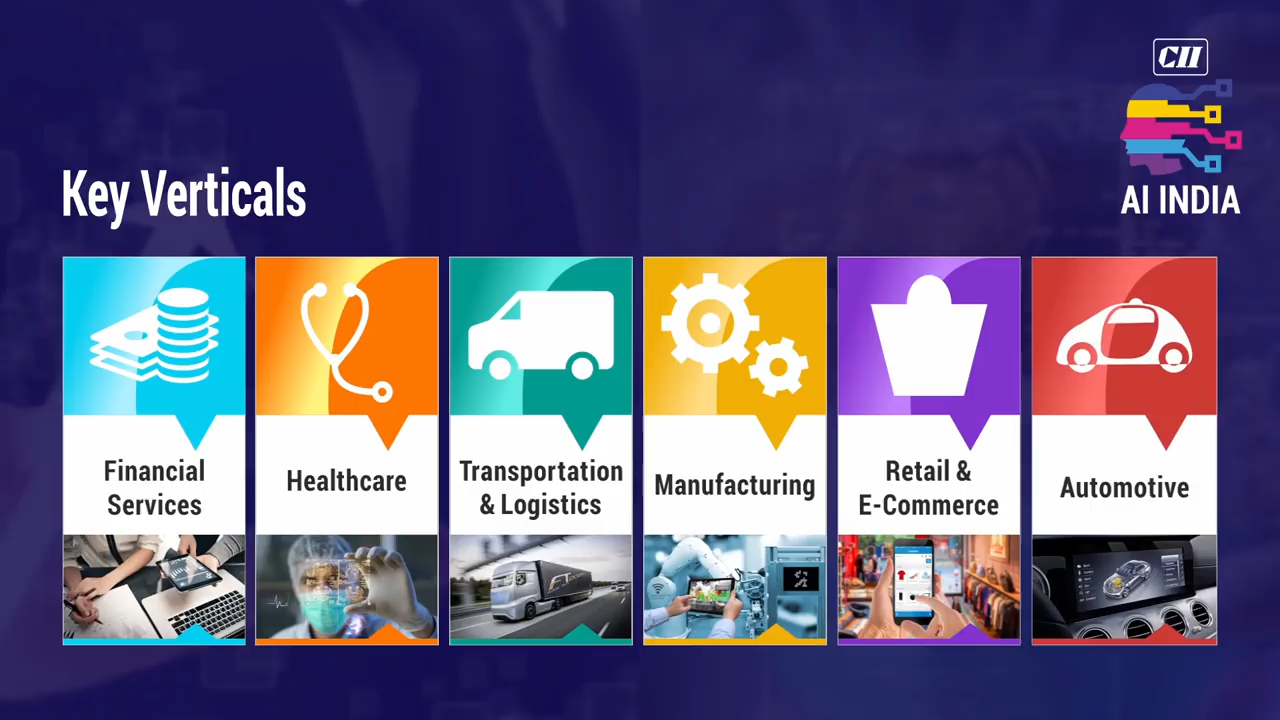 CII
AI INDIA
Key Verticals
Financial
Services
Healthcare
Transportation
& Logistics
Manufacturing
Retail &
E-Commerce
Automotive